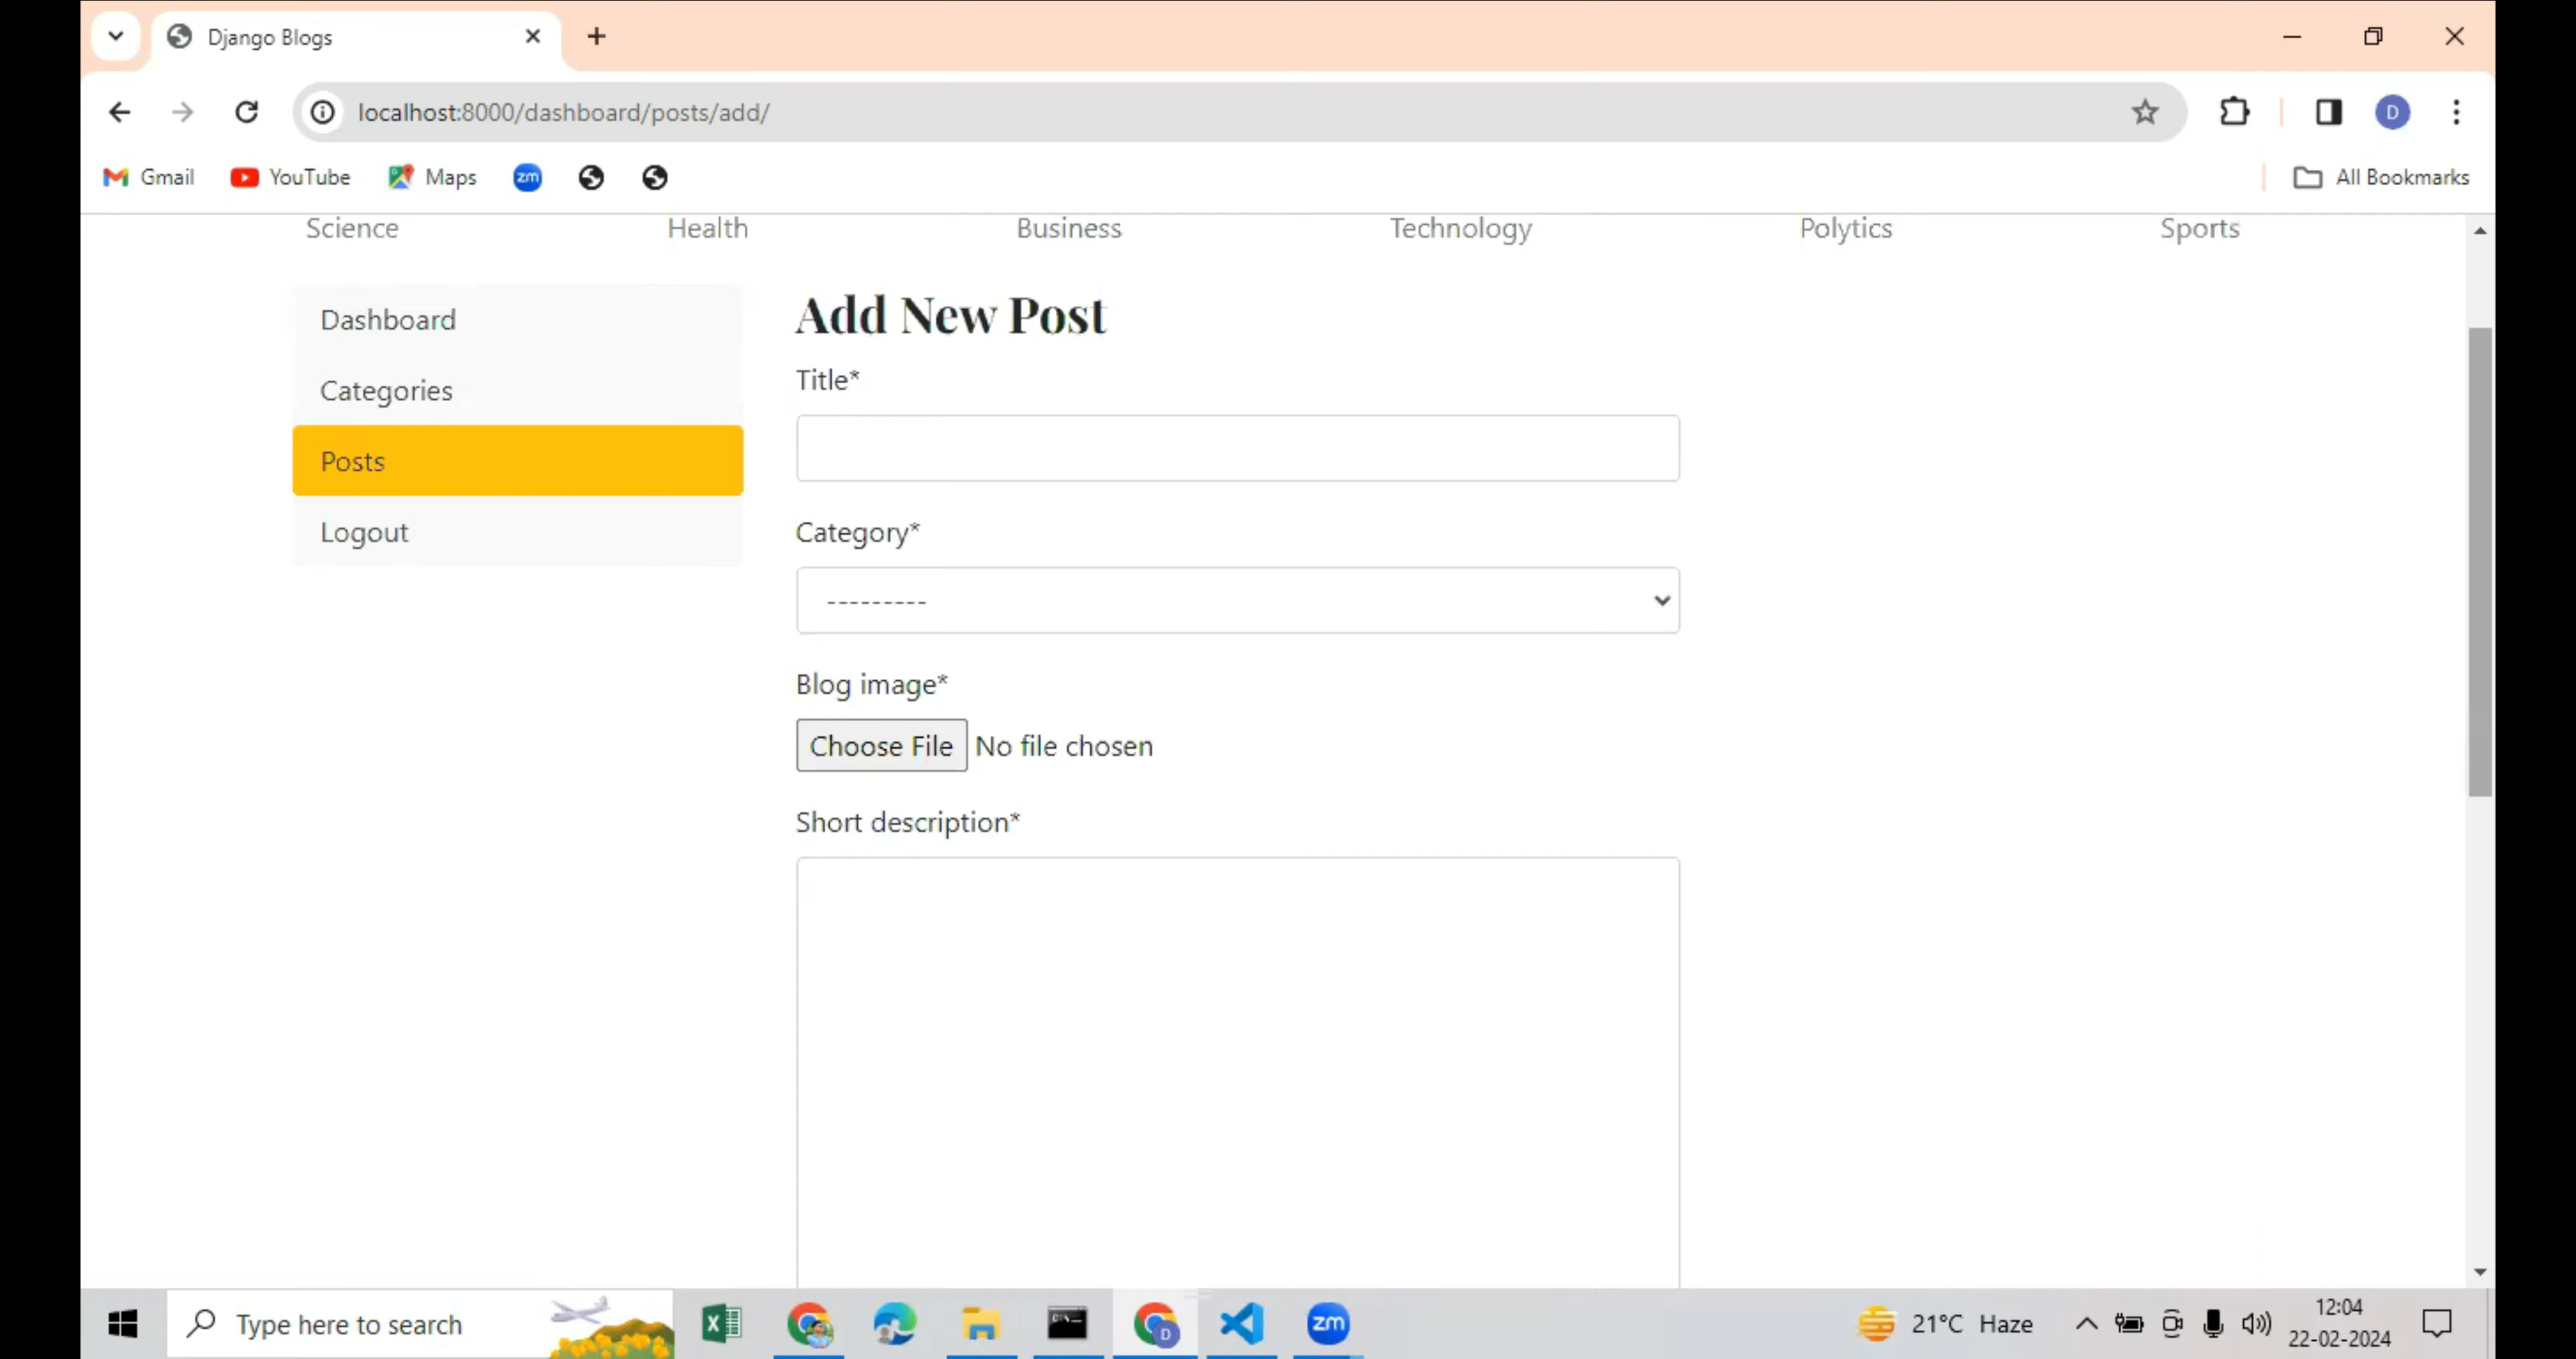 Django Blogs
localhost:8000/dashboard/posts/add/
D
Gmail YouTube Maps zm All Bookmarks
Science Health Business Technology Polytics Sports
Dashboard
Categories
Posts
Logout
Add New Post
Title*
Category*
---------
Blog image*
Choose File No file chosen
Short description*
Type here to search
D
zm
21°C Haze
12:04
22-02-2024